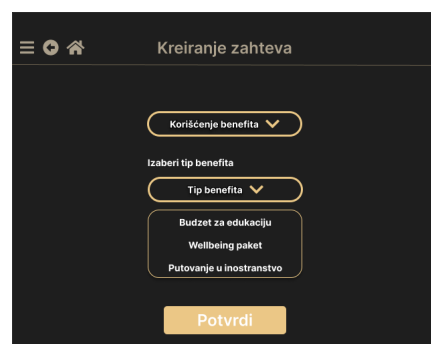 Kreiranje zahteva
Korišćenje benefita
Izaberi tip benefita
Tip benefita
Budzet za edukaciju
Wellbeing paket
Putovanje u inostranstvo
Potvrdi